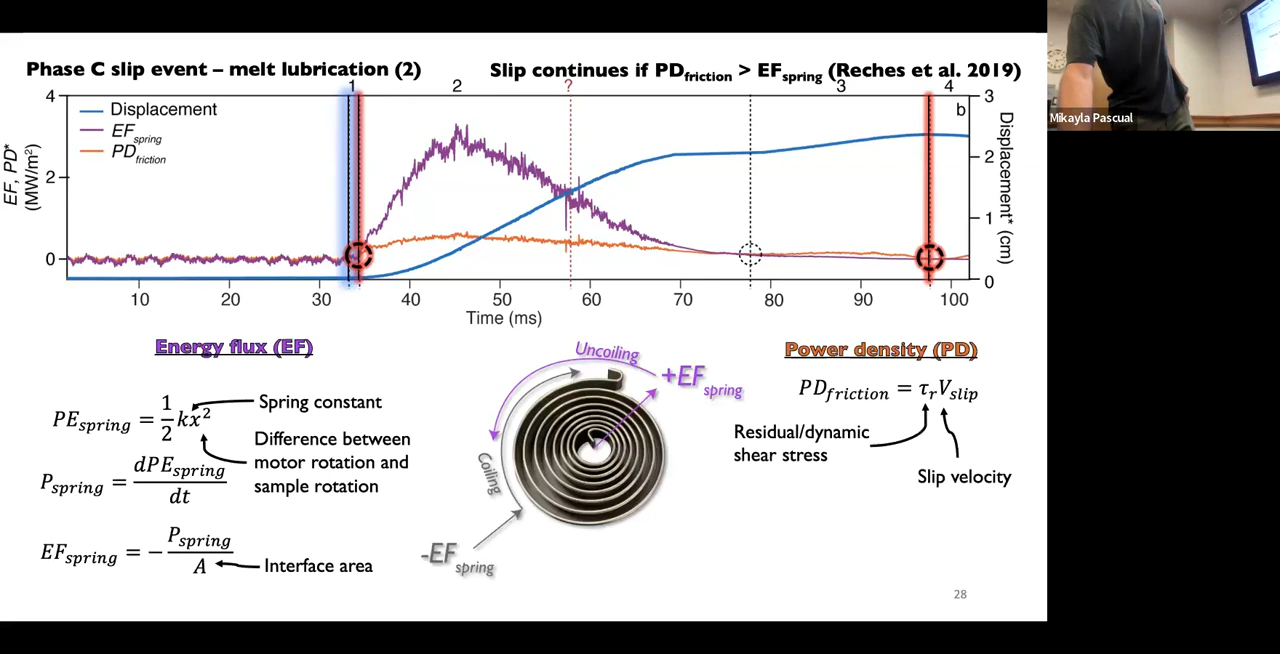 Phase C slip event – melt lubrication (2)
Slip continues if PDfriction > EFspring (Reches et al. 2019)
1
2
?
3
4
b
4
2
0
EF, PD* (MW/m²)
Displacement
EFspring
PDfriction
3
2
1
0
Displacement* (cm)
10 20 30 40 50 60 70 80 90 100
Time (ms)
Energy flux (EF)
PEspring = 1/2 kx²
Spring constant
Difference between
motor rotation and
sample rotation
Pspring = dPEspring/dt
EFspring = − Pspring/A
Interface area
Uncoiling
+EFspring
Coiling
-EFspring
Power density (PD)
PDfriction = τrVslip
Residual/dynamic
shear stress
Slip velocity
28
Mikayla Pascual